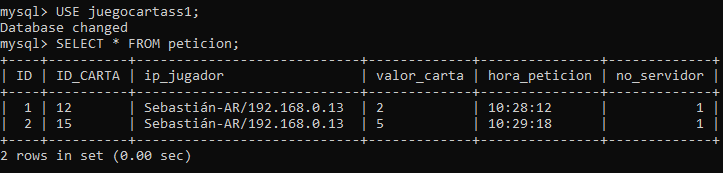 mysql> USE juegocartass1;
Database changed
mysql> SELECT * FROM peticion;
+----+----------+---------------------------+-------------+---------------+-------------+
| ID | ID_CARTA | ip_jugador                | valor_carta | hora_peticion | no_servidor |
+----+----------+---------------------------+-------------+---------------+-------------+
|  1 | 12       | Sebastián-AR/192.168.0.13 | 2           | 10:28:12      |           1 |
|  2 | 15       | Sebastián-AR/192.168.0.13 | 5           | 10:29:18      |           1 |
+----+----------+---------------------------+-------------+---------------+-------------+
2 rows in set (0.00 sec)